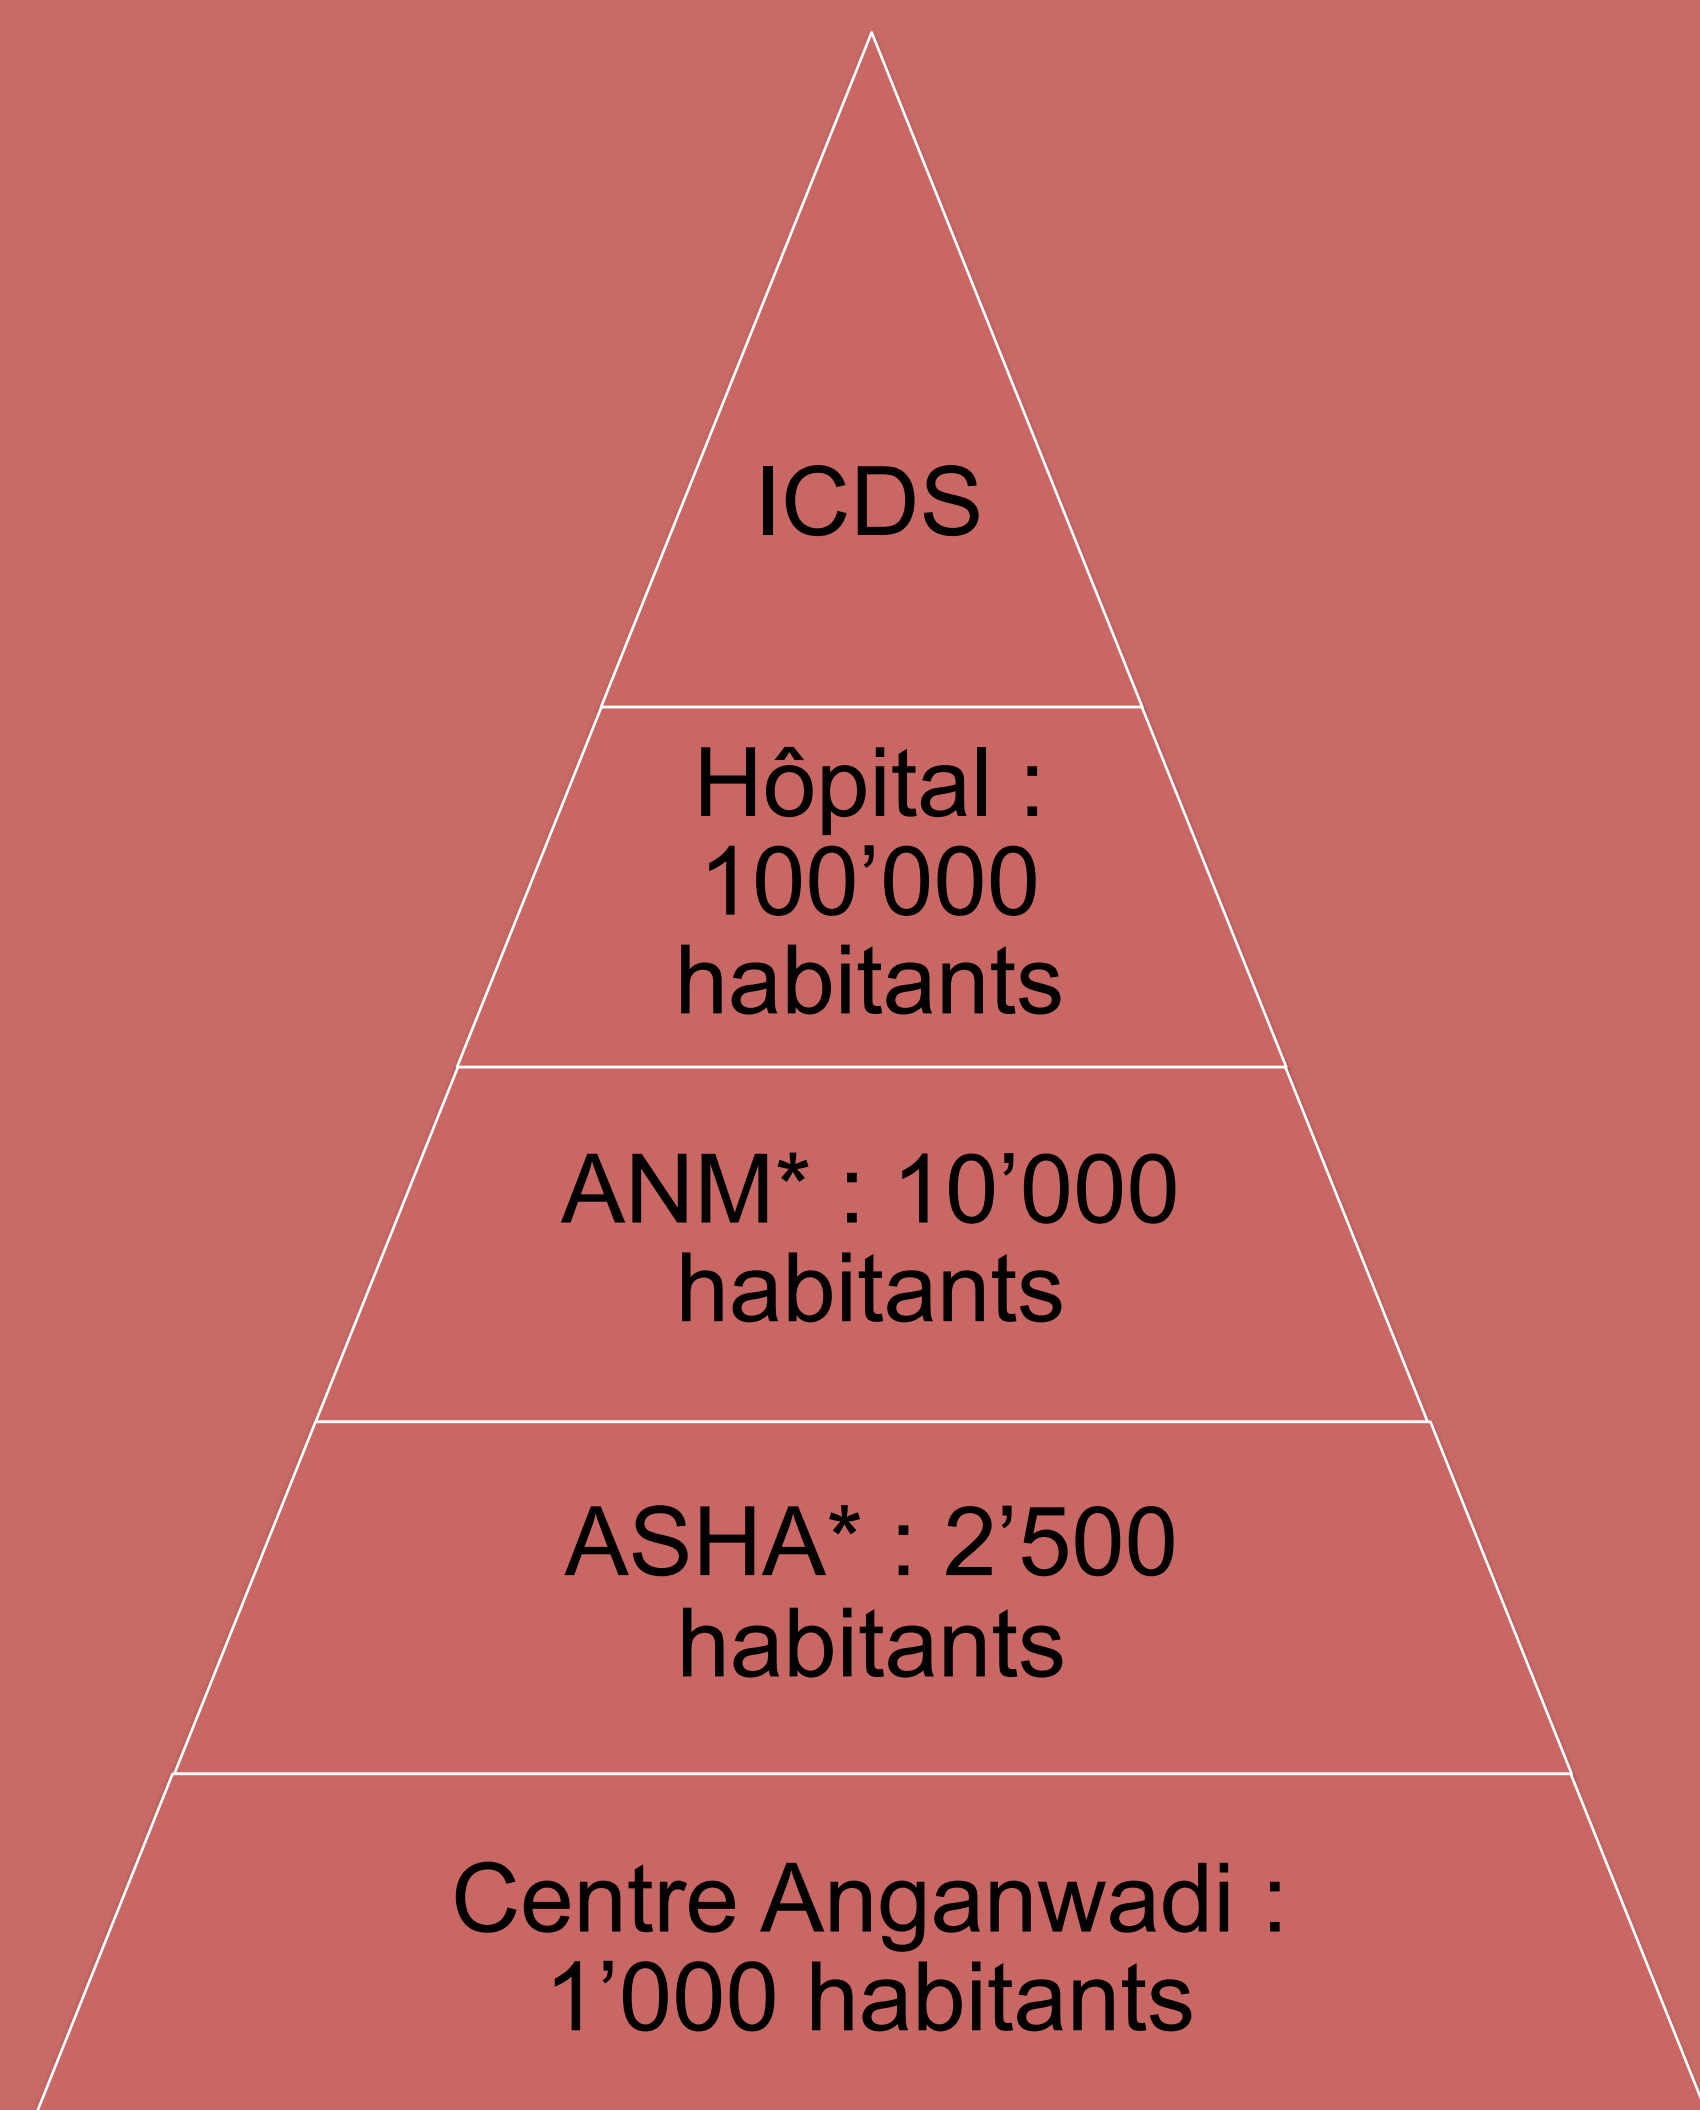 ICDS
Hôpital :
100’000
habitants
ANM* : 10’000
habitants
ASHA* : 2’500
habitants
Centre Anganwadi :
1’000 habitants